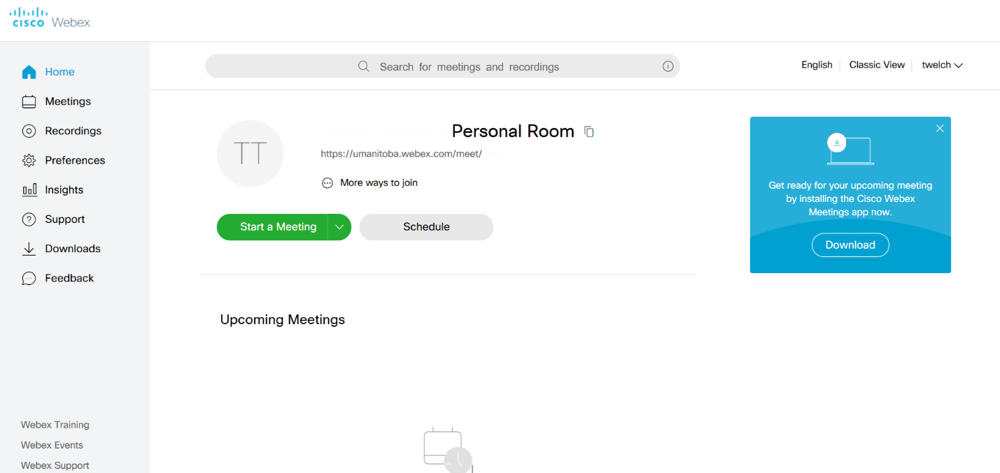 cisco Webex
Home
Meetings
Recordings
Preferences
Insights
Support
Downloads
Feedback
Webex Training
Webex Events
Webex Support
Search for meetings and recordings
English Classic View twelch
TT
Personal Room
https://umanitoba.webex.com/meet/
More ways to join
Start a Meeting
Schedule
Get ready for your upcoming meeting
by installing the Cisco Webex
Meetings app now.
Download
Upcoming Meetings